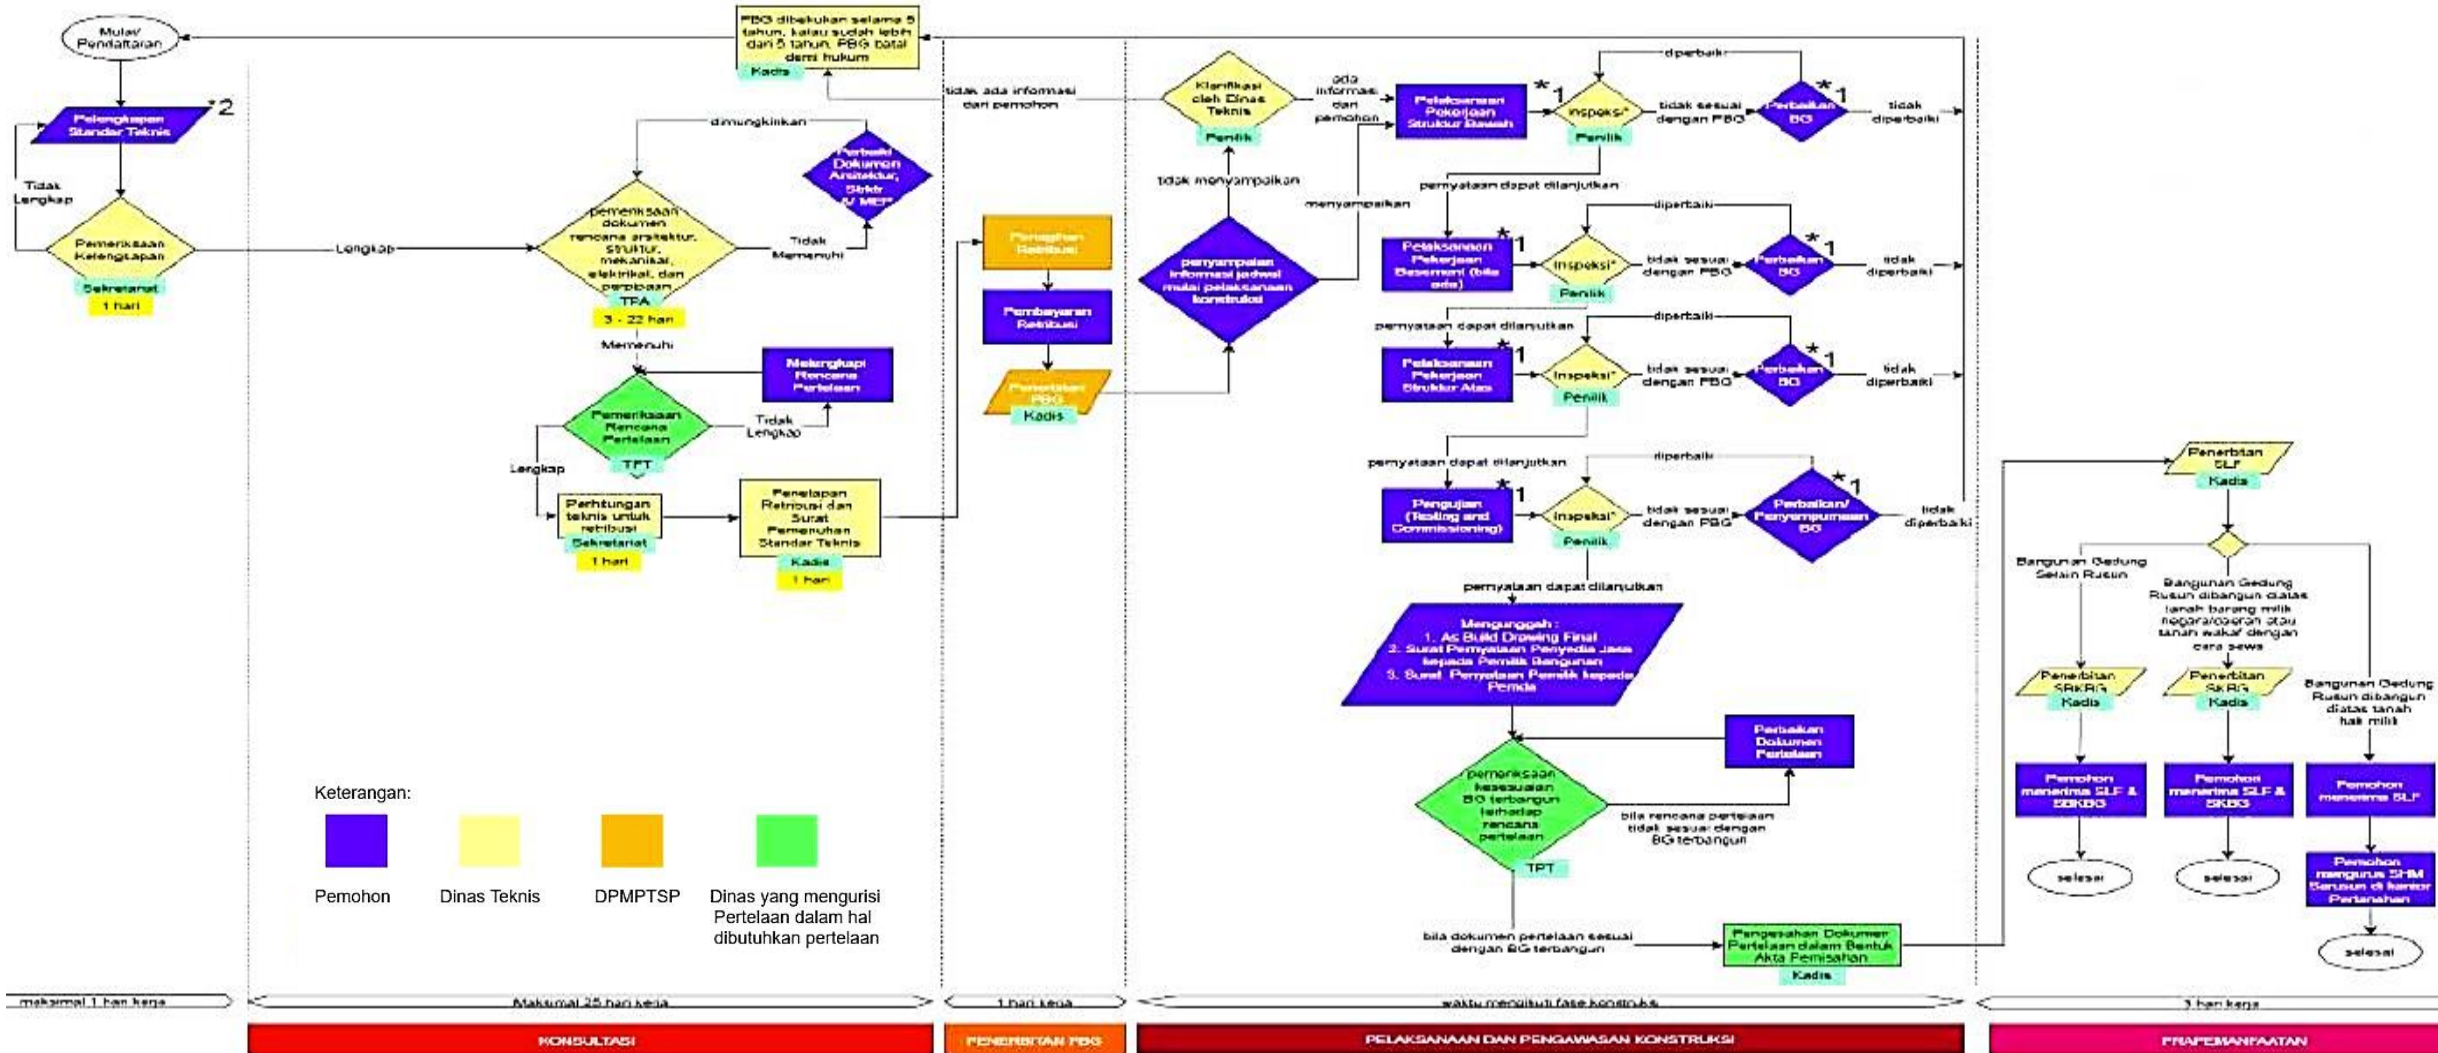 Mulai/
Pendaftaran
Pelengkapan
Standar Teknis
*2
Tidak
Lengkap
Pemeriksaan
Kelengkapan
Sekretariat
1 hari
Lengkap
PBG dibekukan selama 5
tahun, kalau sudah lebih
dari 5 tahun, PBG batal
demi hukum
Kadis
dimungkinkan
Perbaiki
Dokumen
Arsitektur,
Strktr
/MEP
pemeriksaan
dokumen
rencana arsitektur,
struktur,
mekanikal,
elektrikal, dan
perpipaan
TPA
3 - 22 hari
Tidak
Memenuhi
Memenuhi
Melengkapi
Rencana
Pertelaan
Pemeriksaan
Rencana
Pertelaan
TPT
Tidak
Lengkap
Lengkap
Perhitungan
teknis untuk
retribusi
Sekretariat
1 hari
Penetapan
Retribusi dan
Surat
Pemenuhan
Standar Teknis
Kadis
1 hari
Penagihan
Retribusi
Pembayaran
Retribusi
Penerbitan
PBG
Kadis
tidak ada informasi
dari pemohon
Klarifikasi
oleh Dinas
Teknis
Penilik
ada
informasi
dari
pemohon
tidak menyampaikan
menyampaikan
penyampaian
informasi jadwal
mulai pelaksanaan
konstruksi
Pelaksanaan
Pekerjaan
Struktur Bawah
*1
Inspeksi*
Penilik
diperbaiki
tidak sesuai
dengan PBG
Perbaikan
BG
*1
tidak
diperbaiki
pernyataan dapat dilanjutkan
Pelaksanaan
Pekerjaan
Basement (bila
ada)
*1
Inspeksi*
Penilik
diperbaiki
tidak sesuai
dengan PBG
Perbaikan
BG
*1
tidak
diperbaiki
pernyataan dapat dilanjutkan
Pelaksanaan
Pekerjaan
Struktur Atas
*1
Inspeksi*
Penilik
diperbaiki
tidak sesuai
dengan PBG
Perbaikan
BG
*1
tidak
diperbaiki
pernyataan dapat dilanjutkan
Pengujian
(Testing and
Commissioning)
*1
Inspeksi*
Penilik
diperbaiki
tidak sesuai
dengan PBG
Perbaikan/
Penyempurnaan
BG
*1
tidak
diperbaiki
pernyataan dapat dilanjutkan
Mengunggah :
1. As Build Drawing Final
2. Surat Pernyataan Penyedia Jasa
kepada Pemilik Bangunan
3. Surat Pernyataan Pemilik kepada
Pemda
Perbaikan
Dokumen
Pertelaan
pemeriksaan
kesesuaian
BG terbangun
terhadap
rencana
pertelaan
TPT
bila rencana pertelaan
tidak sesuai dengan
BG terbangun
bila dokumen pertelaan sesuai
dengan BG terbangun
Pengesahan Dokumen
Pertelaan dalam Bentuk
Akta Pemisahan
Kadis
Penerbitan
SLF
Kadis
Bangunan Gedung
Selain Rusun
Bangunan Gedung
Rusun dibangun diatas
tanah barang milik
negara/daerah atau
tanah wakaf dengan
cara sewa
Bangunan Gedung
Rusun dibangun
diatas tanah
hak milik
Penerbitan
SBKBG
Kadis
Penerbitan
SKBG
Kadis
Pemohon
menerima SLF &
SBKBG
Pemohon
menerima SLF &
SKBG
Pemohon
menerima SLF
Pemohon
mengurus SHM
Sarusun di kantor
Pertanahan
selesai
selesai
selesai
Keterangan:
Pemohon
Dinas Teknis
DPMPTSP
Dinas yang mengurisi
Pertelaan dalam hal
dibutuhkan pertelaan
maksimal 1 hari kerja
Maksimal 25 hari kerja
1 hari kerja
waktu mengikuti fase konstruksi
3 hari kerja
KONSULTASI
PENERBITAN PBG
PELAKSANAAN DAN PENGAWASAN KONSTRUKSI
PRAPEMANFAATAN